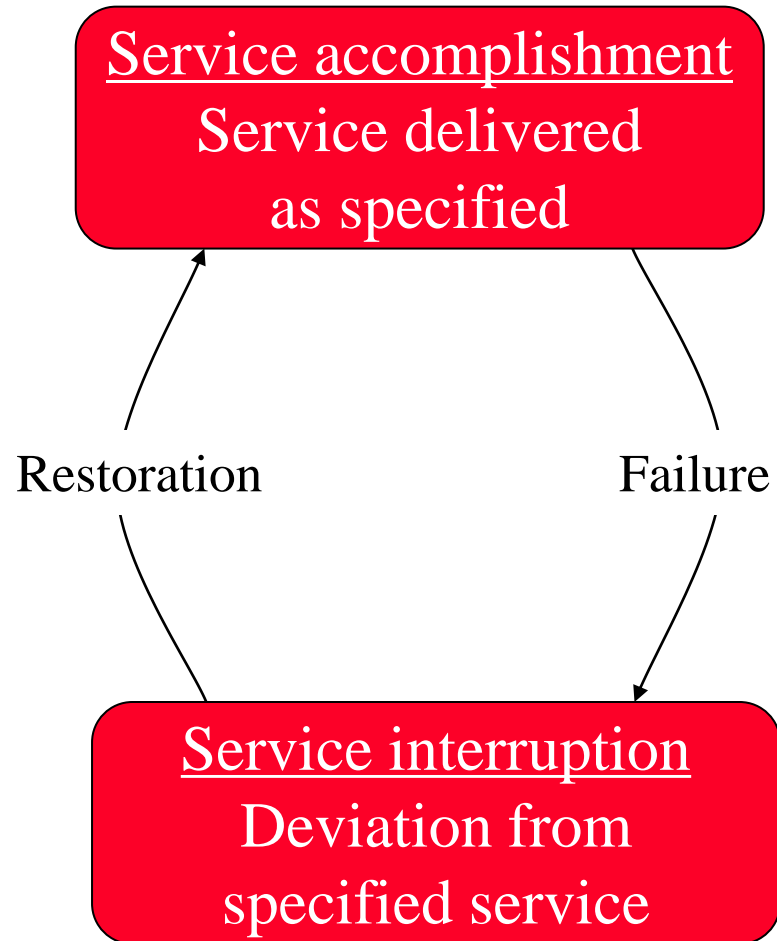 Service accomplishment
Service delivered
as specified
Restoration
Failure
Service interruption
Deviation from
specified service